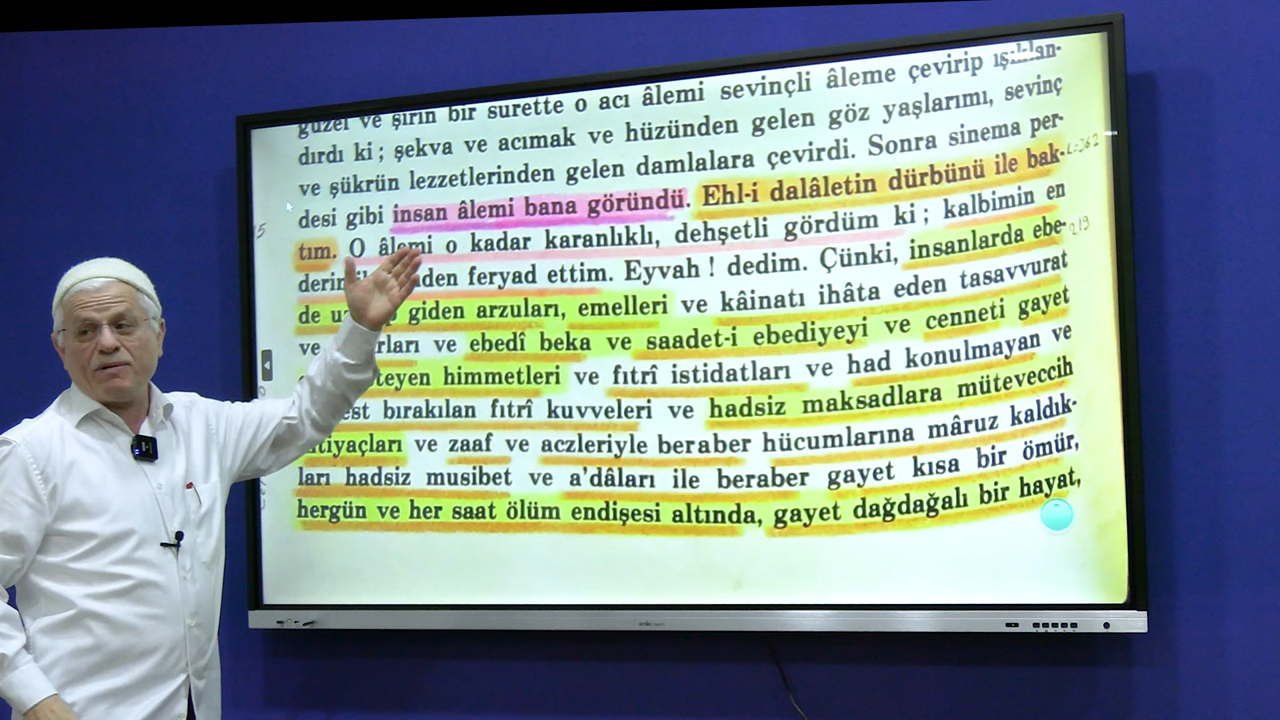 güzel ve şirin bir surette o acı âlemi sevinçli âleme çevirip ışıklan-
dırdı ki; şekva ve acımak ve hüzünden gelen göz yaşlarımı, sevinç
ve şükrün lezzetlerinden gelen damlalara çevirdi. Sonra sinema per-
desi gibi insan âlemi bana göründü. Ehl-i dalâletin dürbünü ile bak-
tım. O âlemi o kadar karanlıklı, dehşetli gördüm ki; kalbimin en
feryad ettim. Eyvah! dedim. Çünki, insanlarda ebe-
de giden arzuları, emelleri ve kâinatı ihâta eden tasavvurat
ve ve ebedî beka ve saadet-i ebediyeyi ve cenneti gayet
himmetleri ve fıtrî istidatları ve had konulmayan ve
bırakılan fıtrî kuvveleri ve hadsiz maksadlara müteveccih
ve zaaf ve aczleriyle beraber hücumlarına mâruz kaldık-
ları hadsiz musibet ve a'dâları ile beraber gayet kısa bir ömür,
hergün ve her saat ölüm endişesi altında, gayet dağdağalı bir hayat,